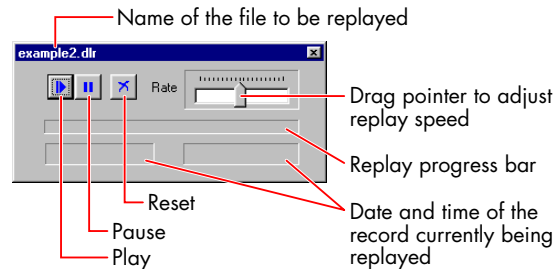 Name of the file to be replayed
example2.dlr
Rate
Drag pointer to adjust
replay speed
Replay progress bar
Date and time of the
record currently being
replayed
Reset
Pause
Play